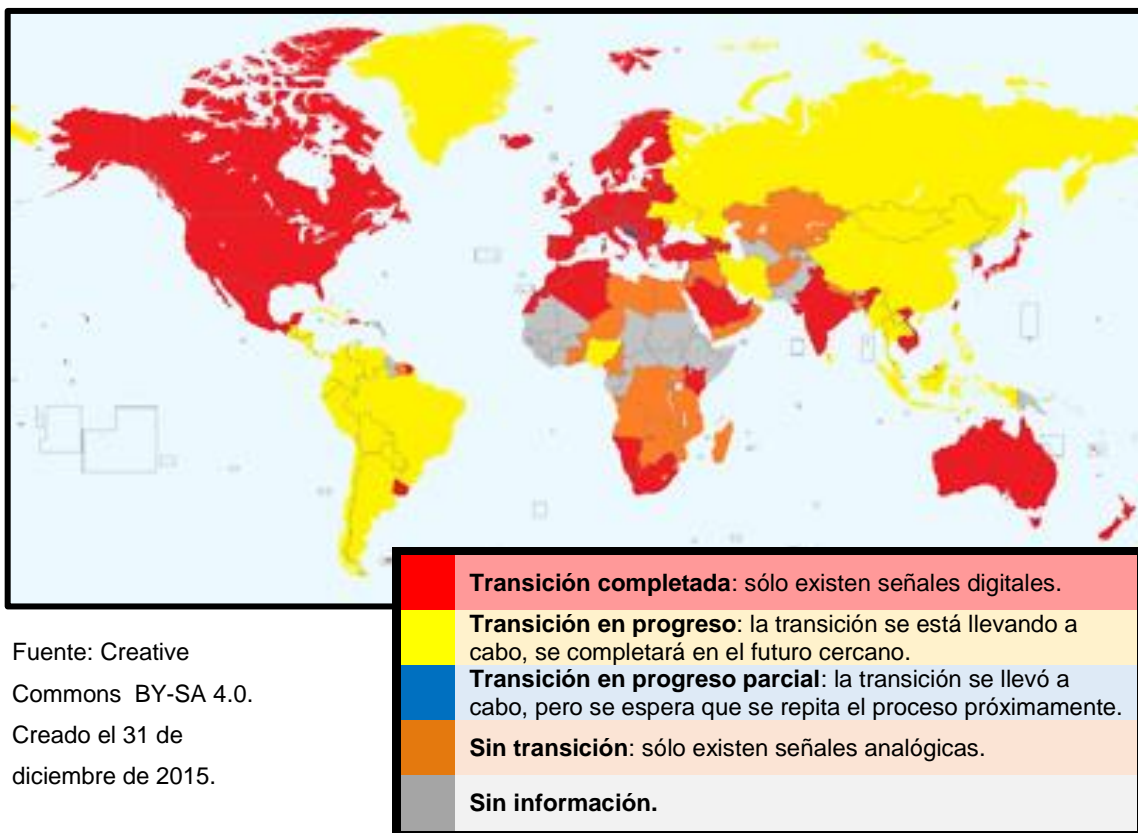 Transición completada: sólo existen señales digitales.
Transición en progreso: la transición se está llevando a
cabo, se completará en el futuro cercano.
Transición en progreso parcial: la transición se llevó a
cabo, pero se espera que se repita el proceso próximamente.
Sin transición: sólo existen señales analógicas.
Sin información.
Fuente: Creative
Commons BY-SA 4.0.
Creado el 31 de
diciembre de 2015.